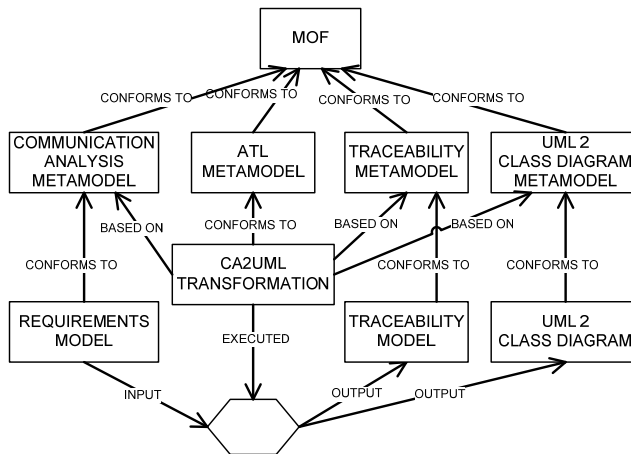 MOF
CONFORMS TO
CONFORMS TO
CONFORMS TO
CONFORMS TO
COMMUNICATION
ANALYSIS
METAMODEL
ATL
METAMODEL
TRACEABILITY
METAMODEL
UML 2
CLASS DIAGRAM
METAMODEL
BASED ON
CONFORMS TO
BASED ON
BASED ON
CONFORMS TO
CA2UML
TRANSFORMATION
CONFORMS TO
CONFORMS TO
REQUIREMENTS
MODEL
EXECUTED
TRACEABILITY
MODEL
UML 2
CLASS DIAGRAM
INPUT
OUTPUT
OUTPUT